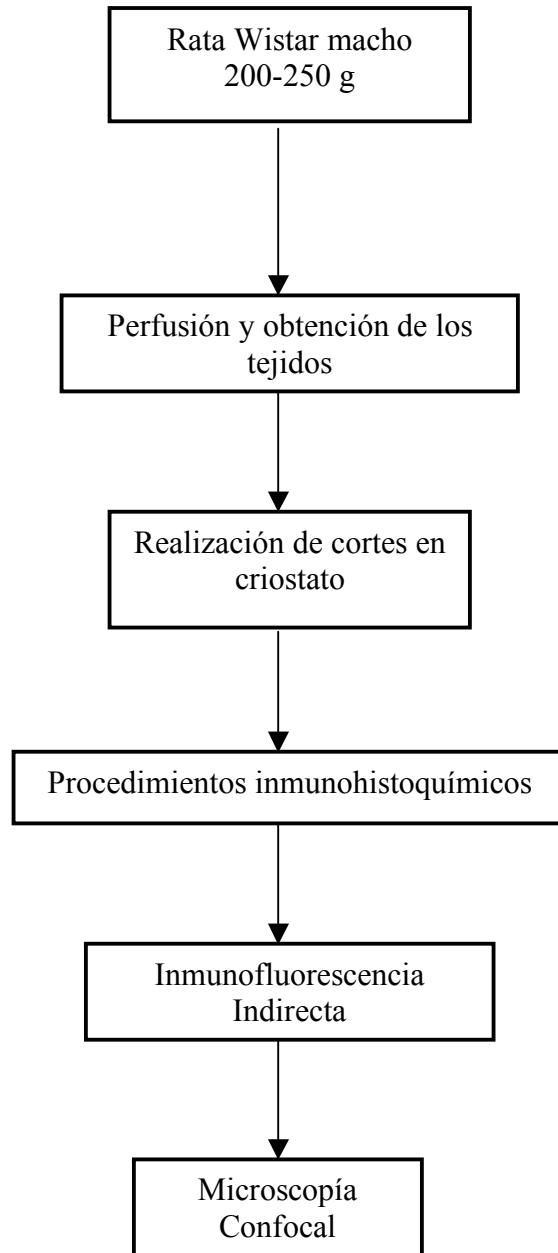 Rata Wistar macho
200-250 g
Perfusión y obtención de los
tejidos
Realización de cortes en
criostato
Procedimientos inmunohistoquímicos
Inmunofluorescencia
Indirecta
Microscopía
Confocal